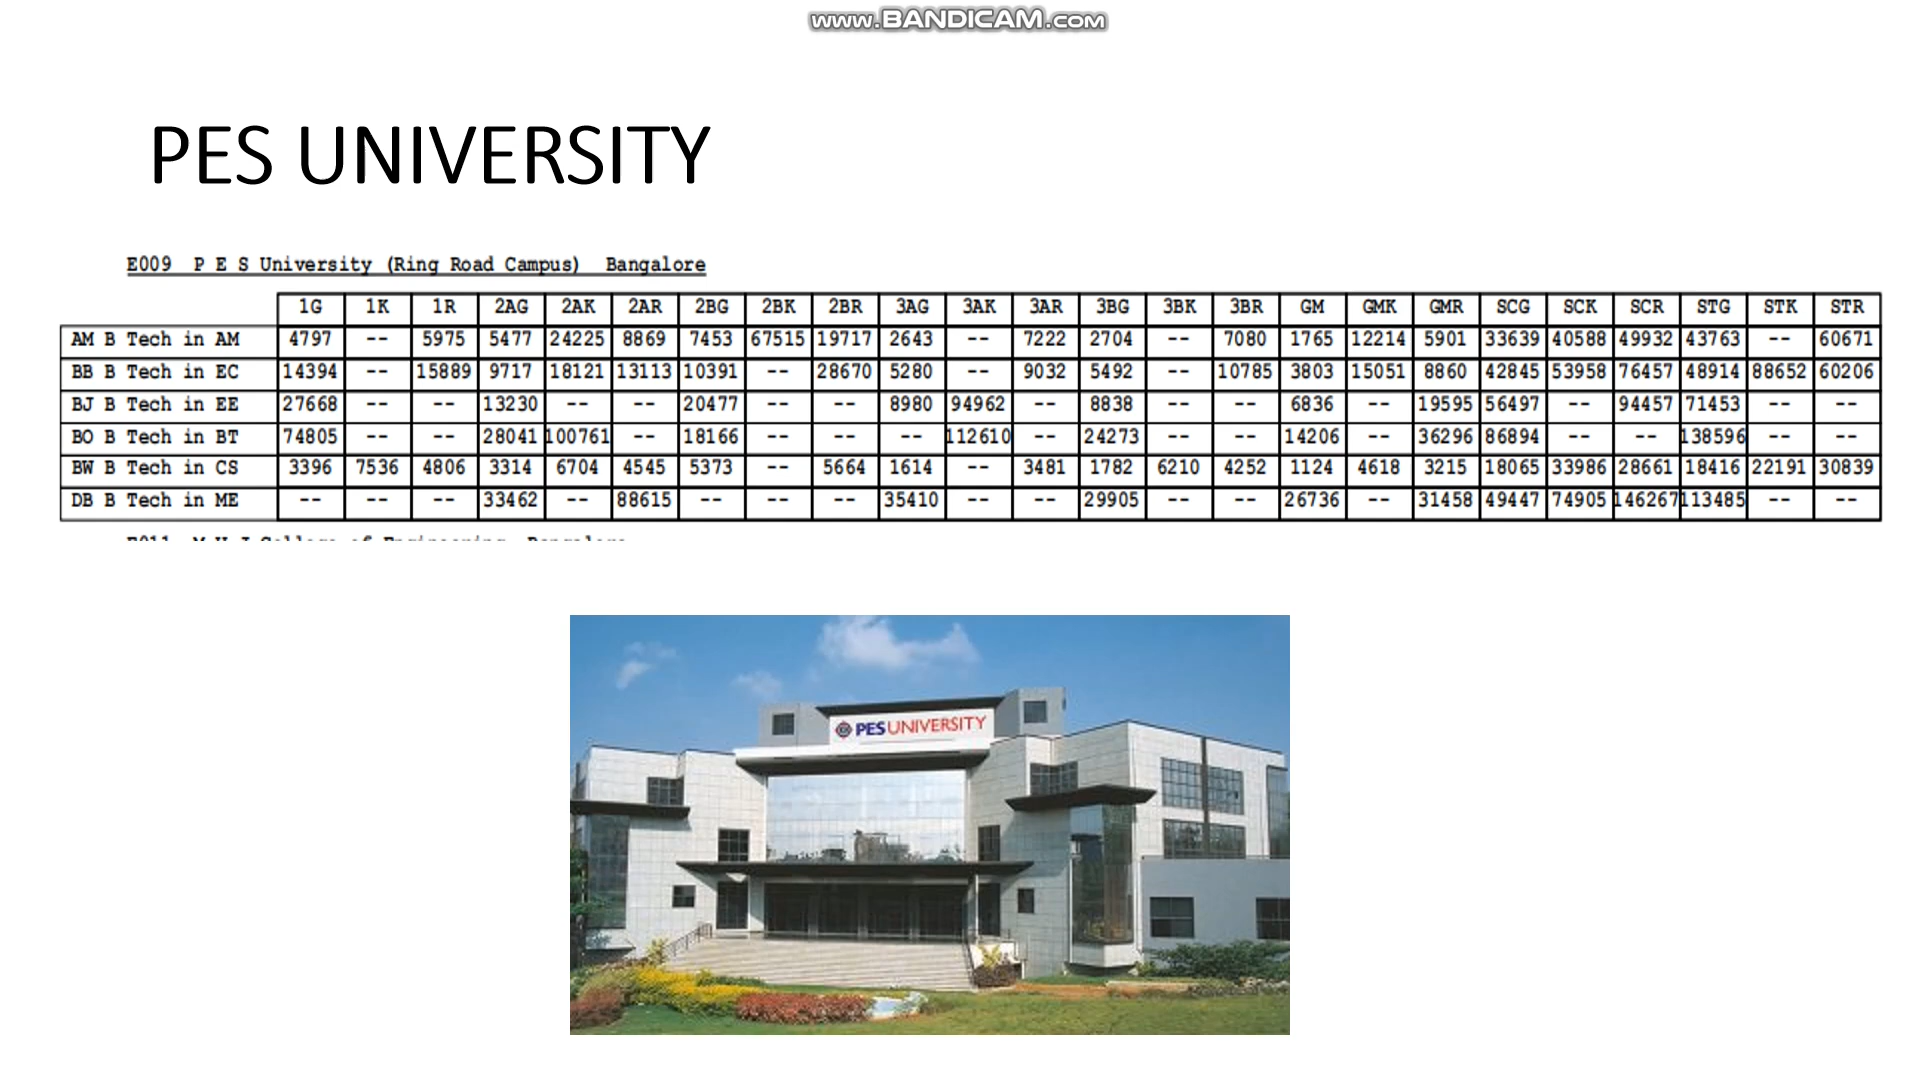 www.BANDICAM.com
PES UNIVERSITY
E009 P E S University (Ring Road Campus) Bangalore
1G 1K 1R 2AG 2AK 2AR 2BG 2BK 2BR 3AG 3AK 3AR 3BG 3BK 3BR GM GMK GMR SCG SCK SCR STG STK STR
AM B Tech in AM 4797 -- 5975 5477 24225 8869 7453 67515 19717 2643 -- 7222 2704 -- 7080 1765 12214 5901 33639 40588 49932 43763 -- 60671
BB B Tech in EC 14394 -- 15889 9717 18121 13113 10391 -- 28670 5280 -- 9032 5492 -- 10785 3803 15051 8860 42845 53958 76457 48914 88652 60206
BJ B Tech in EE 27668 -- -- 13230 -- -- 20477 -- -- 8980 94962 -- 8838 -- -- 6836 -- 19595 56497 -- 94457 71453 -- --
BO B Tech in BT 74805 -- -- 28041 100761 -- 18166 -- -- -- 112610 -- 24273 -- -- 14206 -- 36296 86894 -- -- 138596 -- --
BW B Tech in CS 3396 7536 4806 3314 6704 4545 5373 -- 5664 1614 -- 3481 1782 6210 4252 1124 4618 3215 18065 33986 28661 18416 22191 30839
DB B Tech in ME -- -- -- 33462 -- 88615 -- -- -- 35410 -- -- 29905 -- -- 26736 -- 31458 49447 74905 146267 113485 -- --
PES UNIVERSITY